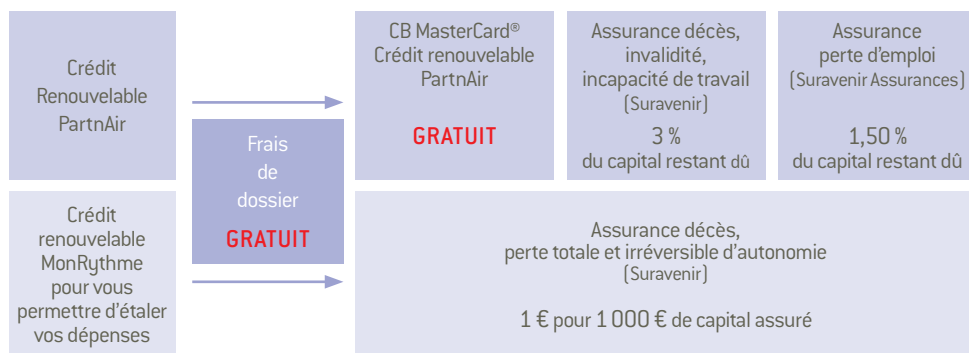 Crédit
Renouvelable
PartnAir
Frais
de
dossier
GRATUIT
CB MasterCard®
Crédit renouvelable
PartnAir
GRATUIT
Assurance décès,
invalidité,
incapacité de travail
(Suravenir)
3 %
du capital restant dû
Assurance
perte d'emploi
(Suravenir Assurances)
1,50 %
du capital restant dû
Crédit
renouvelable
MonRythme
pour vous
permettre d'étaler
vos dépenses
Assurance décès,
perte totale et irréversible d'autonomie
(Suravenir)
1 € pour 1 000 € de capital assuré